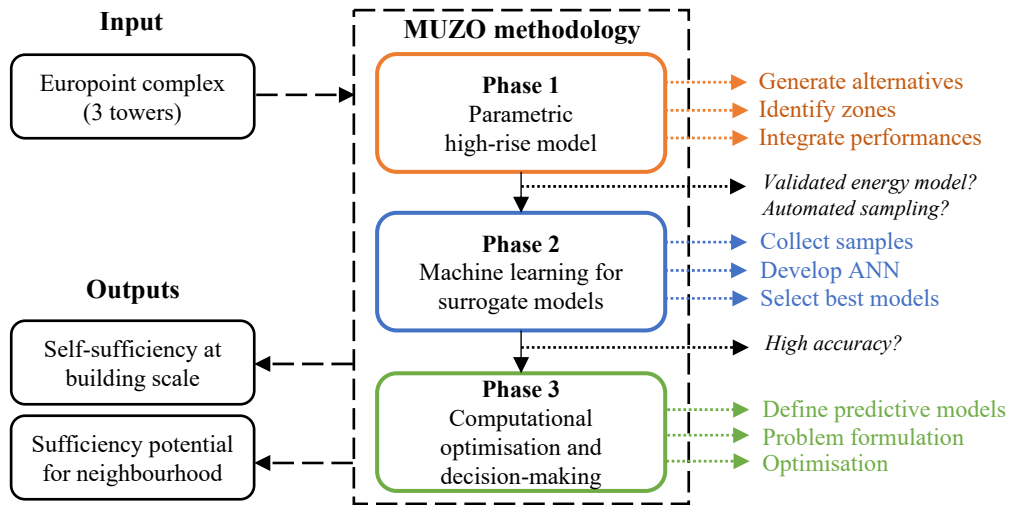 Input
Europoint complex
(3 towers)
MUZO methodology
Phase 1
Parametric
high-rise model
Generate alternatives
Identify zones
Integrate performances
Validated energy model?
Automated sampling?
Phase 2
Machine learning for
surrogate models
Collect samples
Develop ANN
Select best models
High accuracy?
Outputs
Self-sufficiency at
building scale
Sufficiency potential
for neighbourhood
Phase 3
Computational
optimisation and
decision-making
Define predictive models
Problem formulation
Optimisation